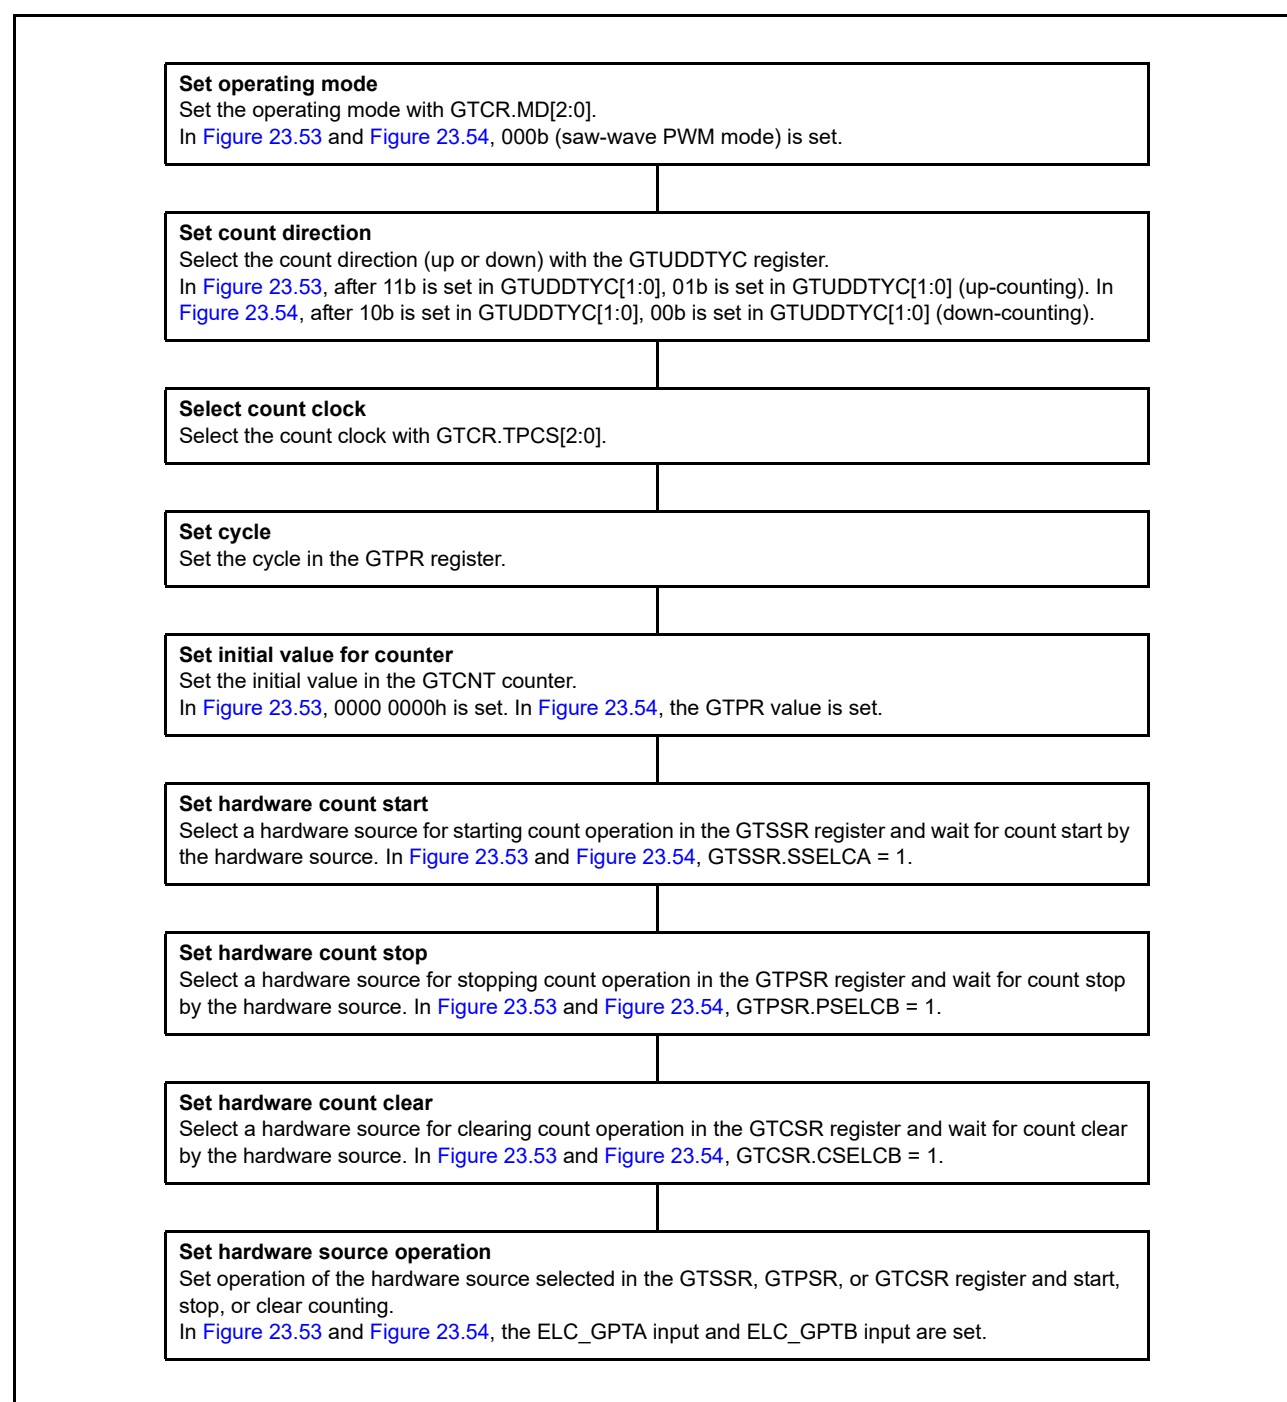 Set operating mode
Set the operating mode with GTCR.MD[2:0].
In Figure 23.53 and Figure 23.54, 000b (saw-wave PWM mode) is set.
Set count direction
Select the count direction (up or down) with the GTUDDTYC register.
In Figure 23.53, after 11b is set in GTUDDTYC[1:0], 01b is set in GTUDDTYC[1:0] (up-counting). In
Figure 23.54, after 10b is set in GTUDDTYC[1:0], 00b is set in GTUDDTYC[1:0] (down-counting).
Select count clock
Select the count clock with GTCR.TPCS[2:0].
Set cycle
Set the cycle in the GTPR register.
Set initial value for counter
Set the initial value in the GTCNT counter.
In Figure 23.53, 0000 0000h is set. In Figure 23.54, the GTPR value is set.
Set hardware count start
Select a hardware source for starting count operation in the GTSSR register and wait for count start by
the hardware source. In Figure 23.53 and Figure 23.54, GTSSR.SSELCA = 1.
Set hardware count stop
Select a hardware source for stopping count operation in the GTPSR register and wait for count stop
by the hardware source. In Figure 23.53 and Figure 23.54, GTPSR.PSELCB = 1.
Set hardware count clear
Select a hardware source for clearing count operation in the GTCSR register and wait for count clear
by the hardware source. In Figure 23.53 and Figure 23.54, GTCSR.CSELCB = 1.
Set hardware source operation
Set operation of the hardware source selected in the GTSSR, GTPSR, or GTCSR register and start,
stop, or clear counting.
In Figure 23.53 and Figure 23.54, the ELC_GPTA input and ELC_GPTB input are set.